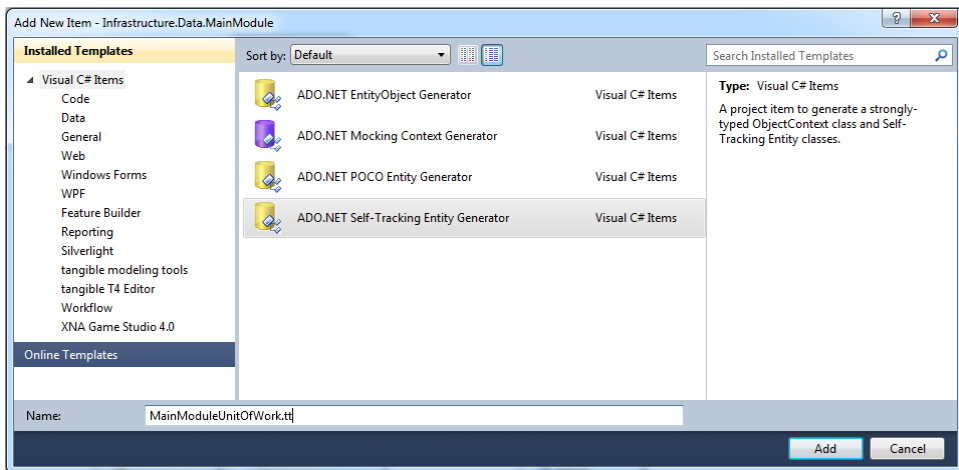 Add New Item - Infrastructure.Data.MainModule
Installed Templates
Sort by: Default
Search Installed Templates
Visual C# Items
Code
Data
General
Web
Windows Forms
WPF
Feature Builder
Reporting
Silverlight
tangible modeling tools
tangible T4 Editor
Workflow
XNA Game Studio 4.0
Online Templates
ADO.NET EntityObject Generator Visual C# Items
ADO.NET Mocking Context Generator Visual C# Items
ADO.NET POCO Entity Generator Visual C# Items
ADO.NET Self-Tracking Entity Generator Visual C# Items
Type: Visual C# Items
A project item to generate a strongly-
typed ObjectContext class and Self-
Tracking Entity classes.
Name: MainModuleUnitOfWork.tt
Add Cancel